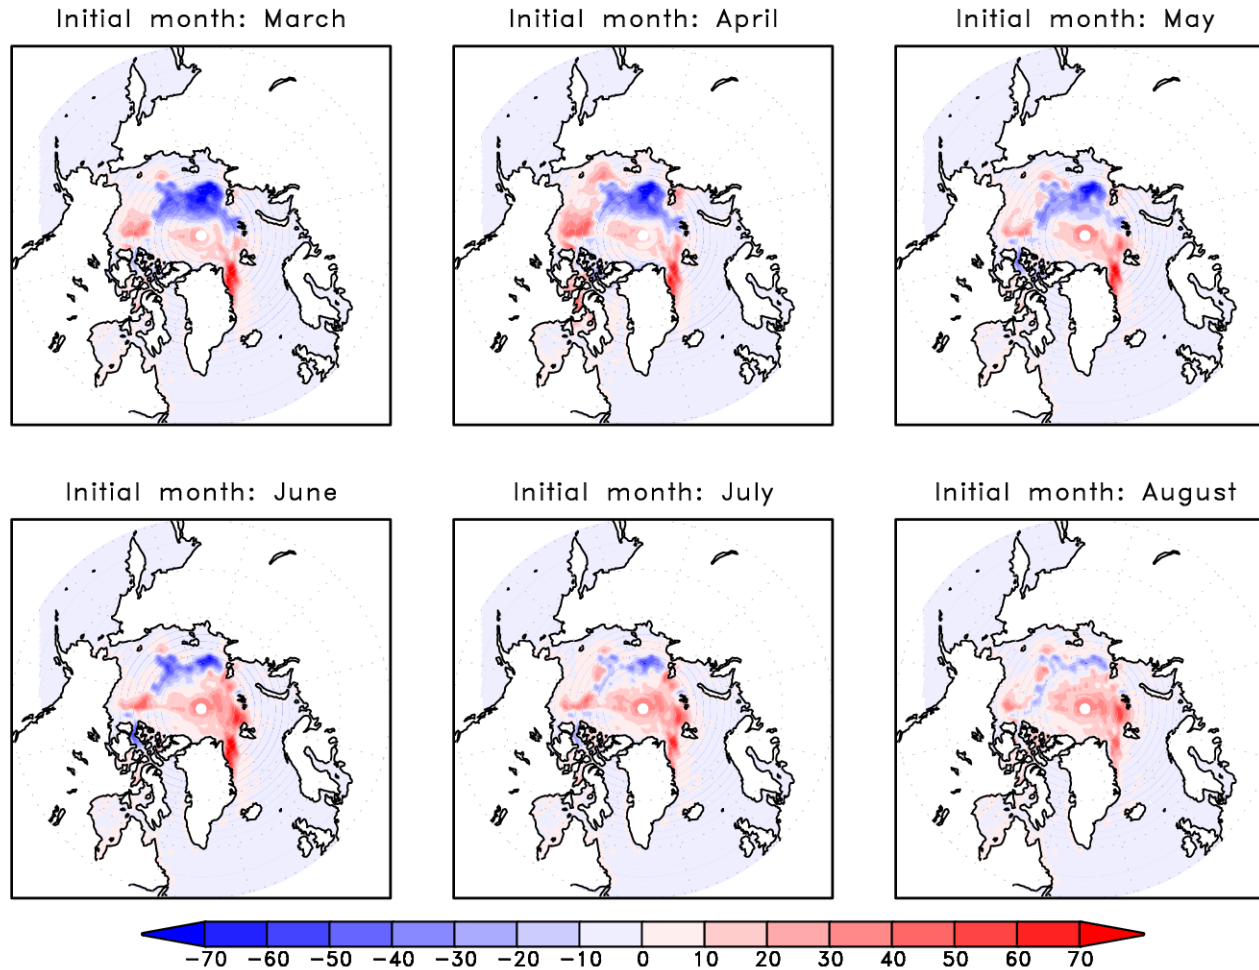 Initial month: March
Initial month: April
Initial month: May
Initial month: June
Initial month: July
Initial month: August
-70 -60 -40 -30 -20 -10 0 10 20 30 40 50 60 70